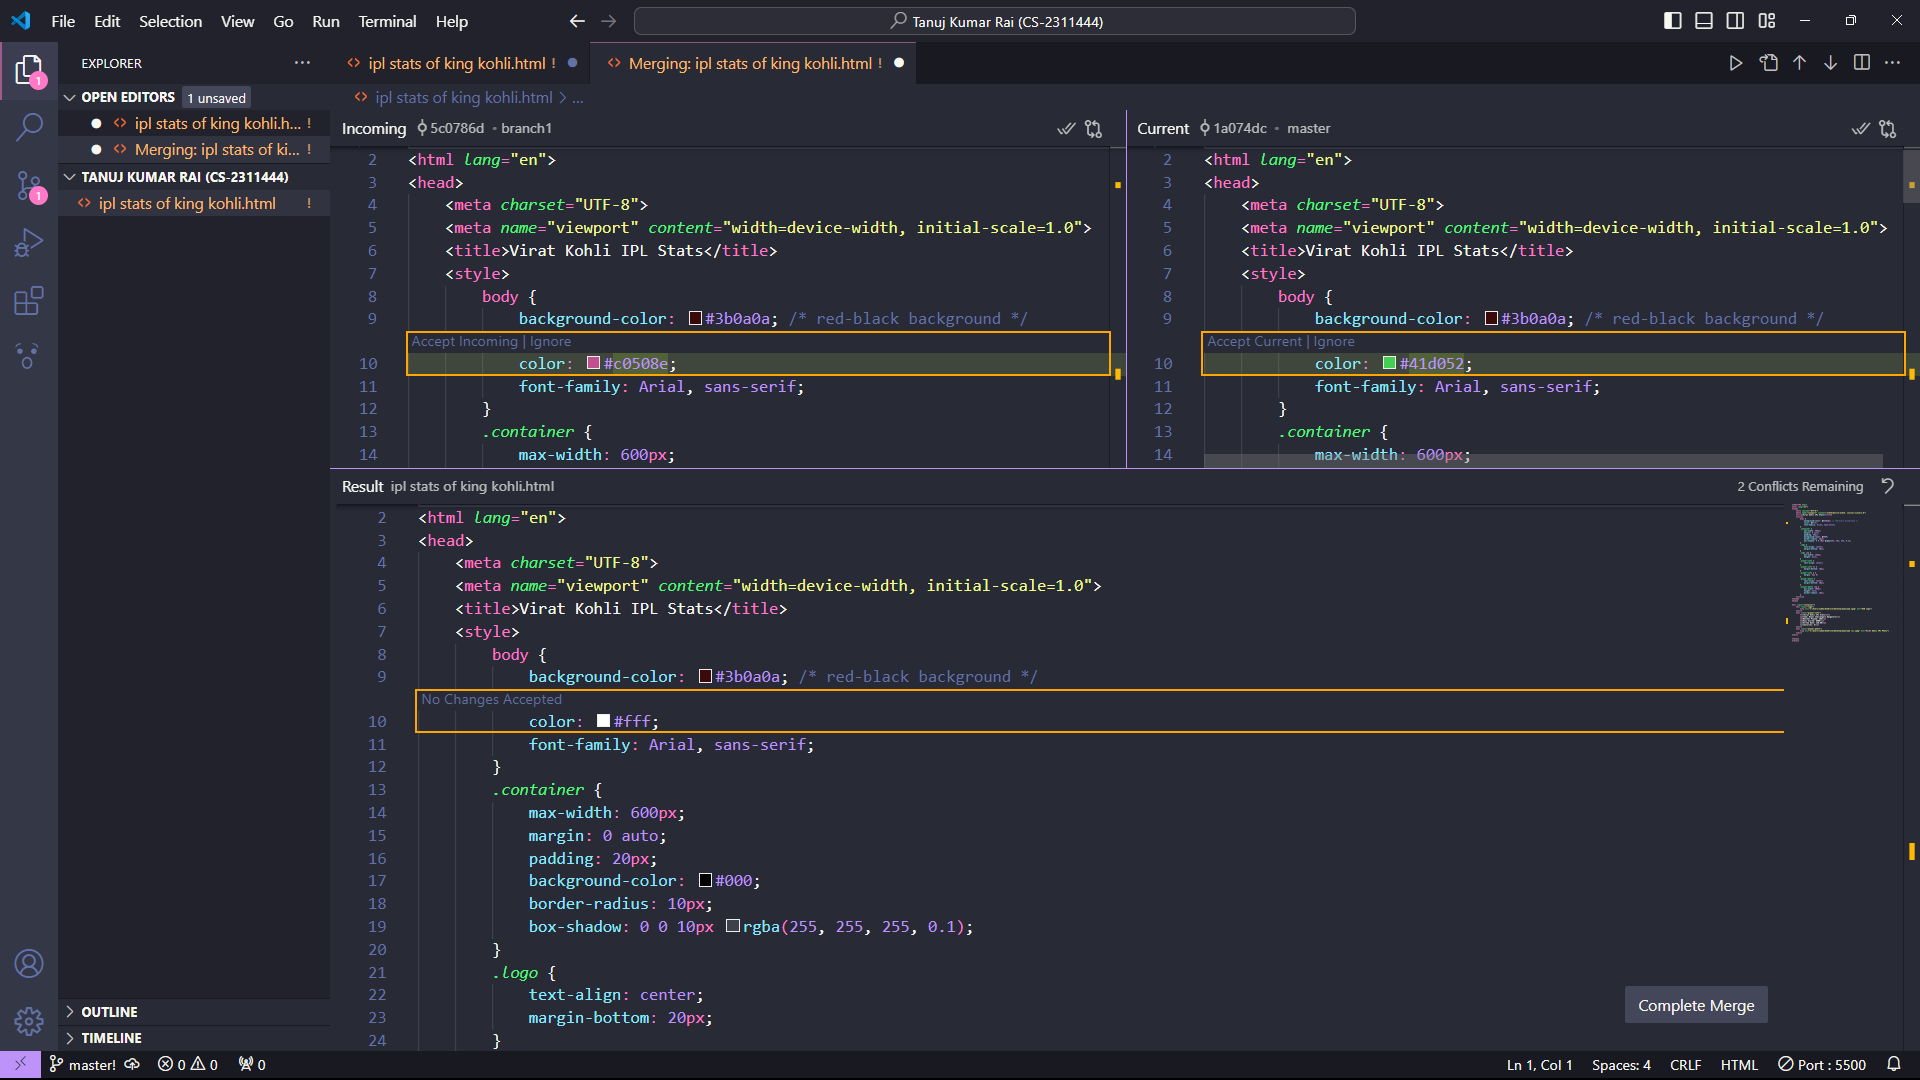 File Edit Selection View Go Run Terminal Help
Tanuj Kumar Rai (CS-2311444)
EXPLORER
OPEN EDITORS 1 unsaved
ipl stats of king kohli.h... !
Merging: ipl stats of ki... !
TANUJ KUMAR RAI (CS-2311444)
ipl stats of king kohli.html !
OUTLINE
TIMELINE
1
1
ipl stats of king kohli.html !
Merging: ipl stats of king kohli.html !
ipl stats of king kohli.html > ...
Incoming 5c0786d • branch1
2 <html lang="en">
3 <head>
4 <meta charset="UTF-8">
5 <meta name="viewport" content="width=device-width, initial-scale=1.0">
6 <title>Virat Kohli IPL Stats</title>
7 <style>
8 body {
9 background-color: #3b0a0a; /* red-black background */
Accept Incoming | Ignore
10 color: #c0508e;
11 font-family: Arial, sans-serif;
12 }
13 .container {
14 max-width: 600px;
Current 1a074dc • master
2 <html lang="en">
3 <head>
4 <meta charset="UTF-8">
5 <meta name="viewport" content="width=device-width, initial-scale=1.0">
6 <title>Virat Kohli IPL Stats</title>
7 <style>
8 body {
9 background-color: #3b0a0a; /* red-black background */
Accept Current | Ignore
10 color: #41d052;
11 font-family: Arial, sans-serif;
12 }
13 .container {
14 max-width: 600px;
Result ipl stats of king kohli.html
2 Conflicts Remaining
2 <html lang="en">
3 <head>
4 <meta charset="UTF-8">
5 <meta name="viewport" content="width=device-width, initial-scale=1.0">
6 <title>Virat Kohli IPL Stats</title>
7 <style>
8 body {
9 background-color: #3b0a0a; /* red-black background */
No Changes Accepted
10 color: #fff;
11 font-family: Arial, sans-serif;
12 }
13 .container {
14 max-width: 600px;
15 margin: 0 auto;
16 padding: 20px;
17 background-color: #000;
18 border-radius: 10px;
19 box-shadow: 0 0 10px rgba(255, 255, 255, 0.1);
20 }
21 .logo {
22 text-align: center;
23 margin-bottom: 20px;
24 }
Complete Merge
master! 0 0 0
Ln 1, Col 1 Spaces: 4 CRLF HTML Port : 5500